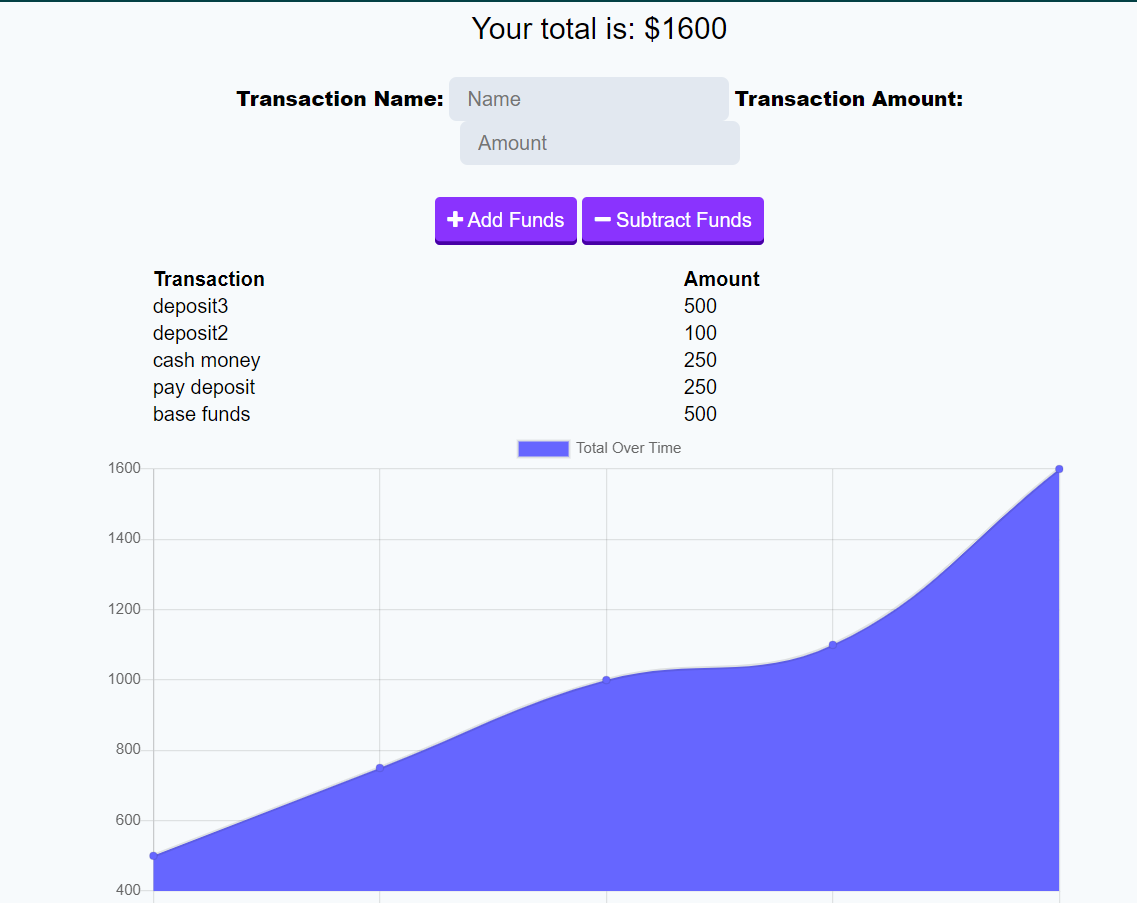 Your total is: $1600
Transaction Name: Name Transaction Amount:
Amount
Add Funds Subtract Funds
Transaction Amount
deposit3 500
deposit2 100
cash money 250
pay deposit 250
base funds 500
Total Over Time
1600
1400
1200
1000
800
600
400